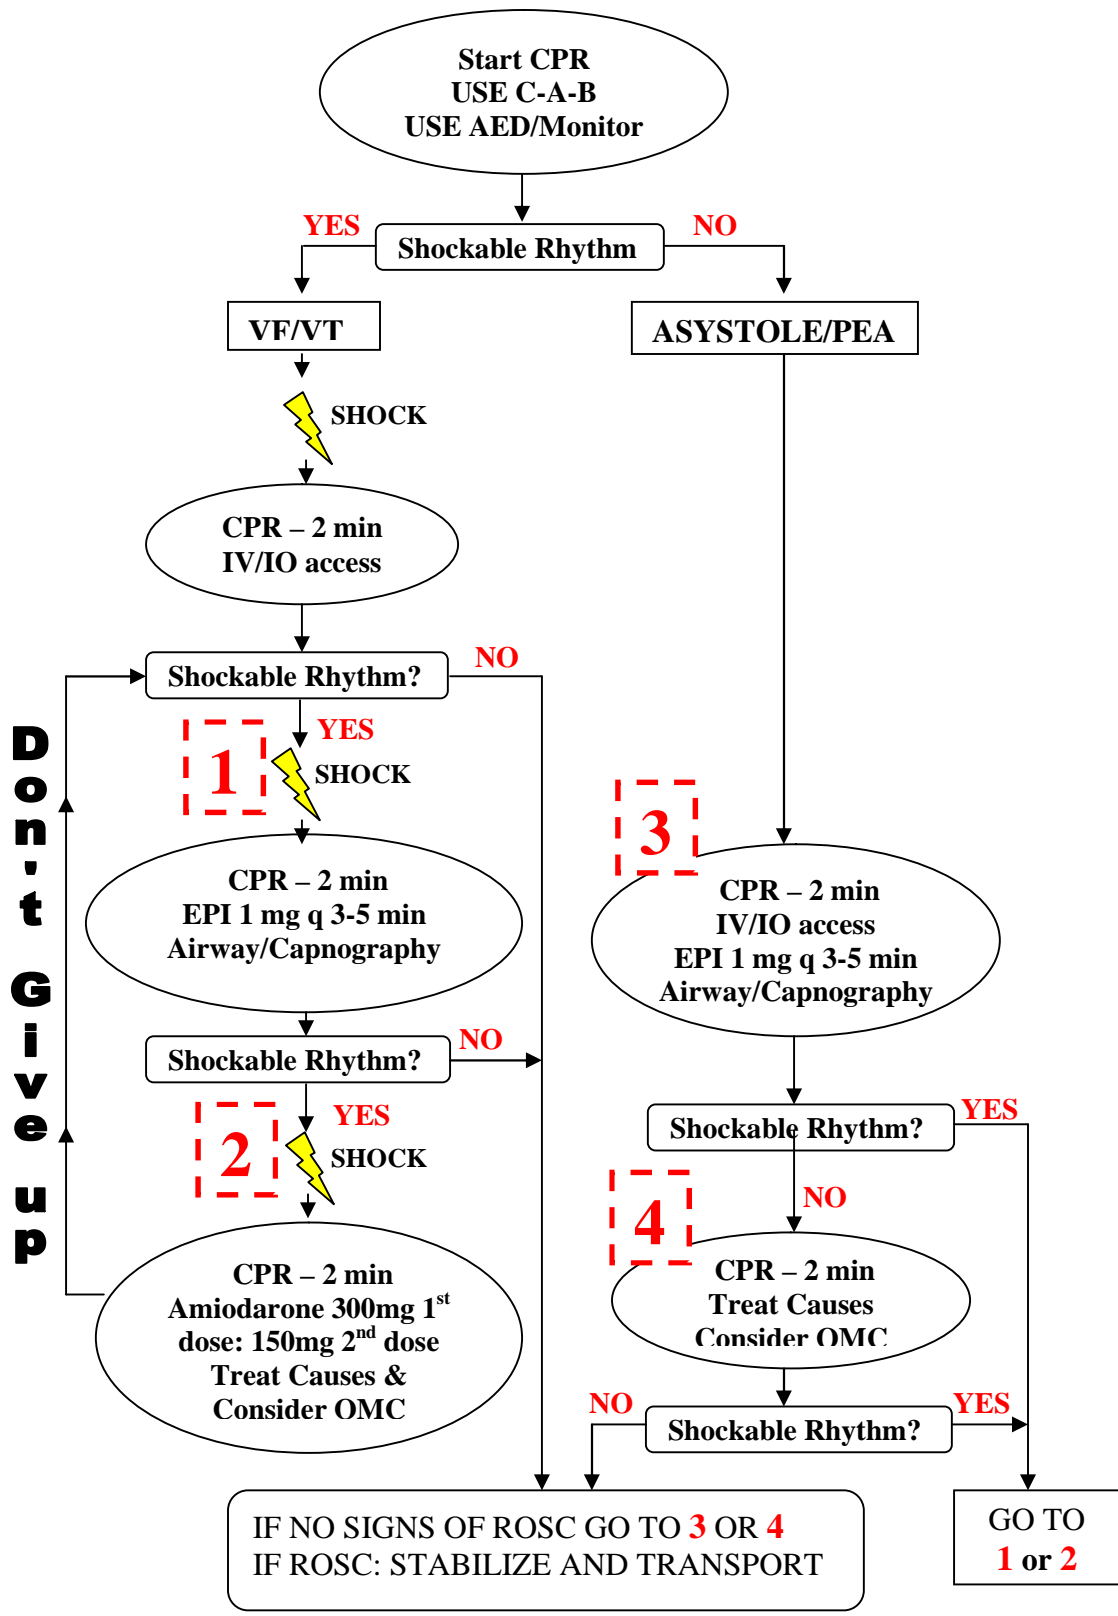 Start CPR
USE C-A-B
USE AED/Monitor
YES
Shockable Rhythm
NO
VF/VT
ASYSTOLE/PEA
SHOCK
CPR – 2 min
IV/IO access
Shockable Rhythm?
NO
YES
1
SHOCK
CPR – 2 min
EPI 1 mg q 3-5 min
Airway/Capnography
Shockable Rhythm?
NO
YES
2
SHOCK
CPR – 2 min
Amiodarone 300mg 1st
dose: 150mg 2nd dose
Treat Causes &
Consider OMC
Don't Give up
3
CPR – 2 min
IV/IO access
EPI 1 mg q 3-5 min
Airway/Capnography
Shockable Rhythm?
YES
NO
4
CPR – 2 min
Treat Causes
Consider OMC
NO
Shockable Rhythm?
YES
IF NO SIGNS OF ROSC GO TO 3 OR 4
IF ROSC: STABILIZE AND TRANSPORT
GO TO
1 or 2